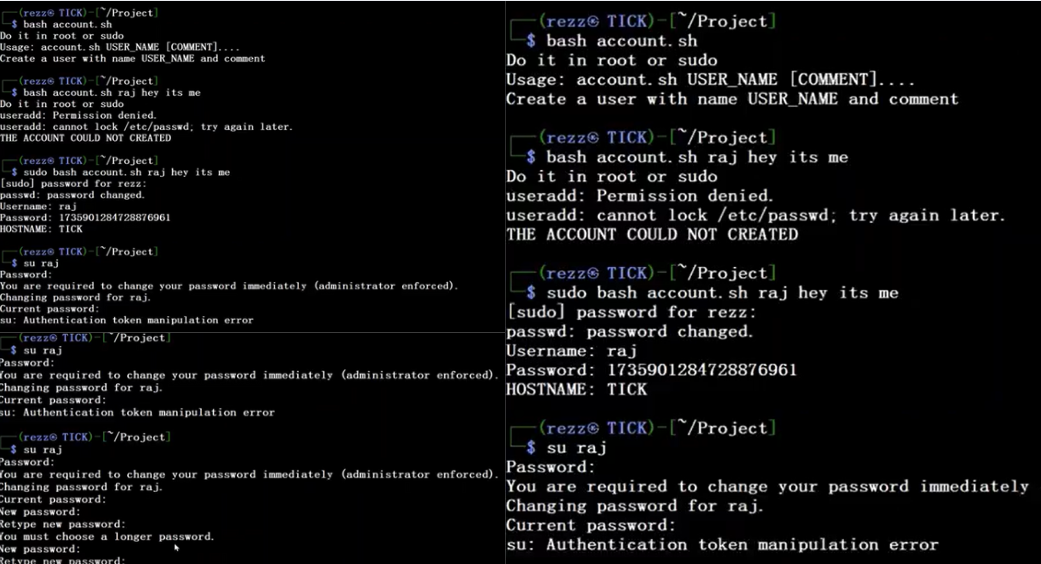 ┌──(rezz㉿ TICK)-[~/Project]
└─$ bash account.sh
Do it in root or sudo
Usage: account.sh USER_NAME [COMMENT]....
Create a user with name USER_NAME and comment
┌──(rezz㉿ TICK)-[~/Project]
└─$ bash account.sh raj hey its me
Do it in root or sudo
useradd: Permission denied.
useradd: cannot lock /etc/passwd; try again later.
THE ACCOUNT COULD NOT CREATED
┌──(rezz㉿ TICK)-[~/Project]
└─$ sudo bash account.sh raj hey its me
[sudo] password for rezz:
passwd: password changed.
Username: raj
Password: 1735901284728876961
HOSTNAME: TICK
┌──(rezz㉿ TICK)-[~/Project]
└─$ su raj
Password:
You are required to change your password immediately (administrator enforced).
Changing password for raj.
Current password:
su: Authentication token manipulation error
┌──(rezz㉿ TICK)-[~/Project]
└─$ su raj
Password:
You are required to change your password immediately (administrator enforced).
Changing password for raj.
Current password:
su: Authentication token manipulation error
┌──(rezz㉿ TICK)-[~/Project]
└─$ su raj
Password:
You are required to change your password immediately (administrator enforced).
Changing password for raj.
Current password:
New password:
Retype new password:
You must choose a longer password.
New password:
Retype new password:
┌──(rezz㉿ TICK)-[~/Project]
└─$ bash account.sh
Do it in root or sudo
Usage: account.sh USER_NAME [COMMENT]....
Create a user with name USER_NAME and comment
┌──(rezz㉿ TICK)-[~/Project]
└─$ bash account.sh raj hey its me
Do it in root or sudo
useradd: Permission denied.
useradd: cannot lock /etc/passwd; try again later.
THE ACCOUNT COULD NOT CREATED
┌──(rezz㉿ TICK)-[~/Project]
└─$ sudo bash account.sh raj hey its me
[sudo] password for rezz:
passwd: password changed.
Username: raj
Password: 1735901284728876961
HOSTNAME: TICK
┌──(rezz㉿ TICK)-[~/Project]
└─$ su raj
Password:
You are required to change your password immediately
Changing password for raj.
Current password:
su: Authentication token manipulation error